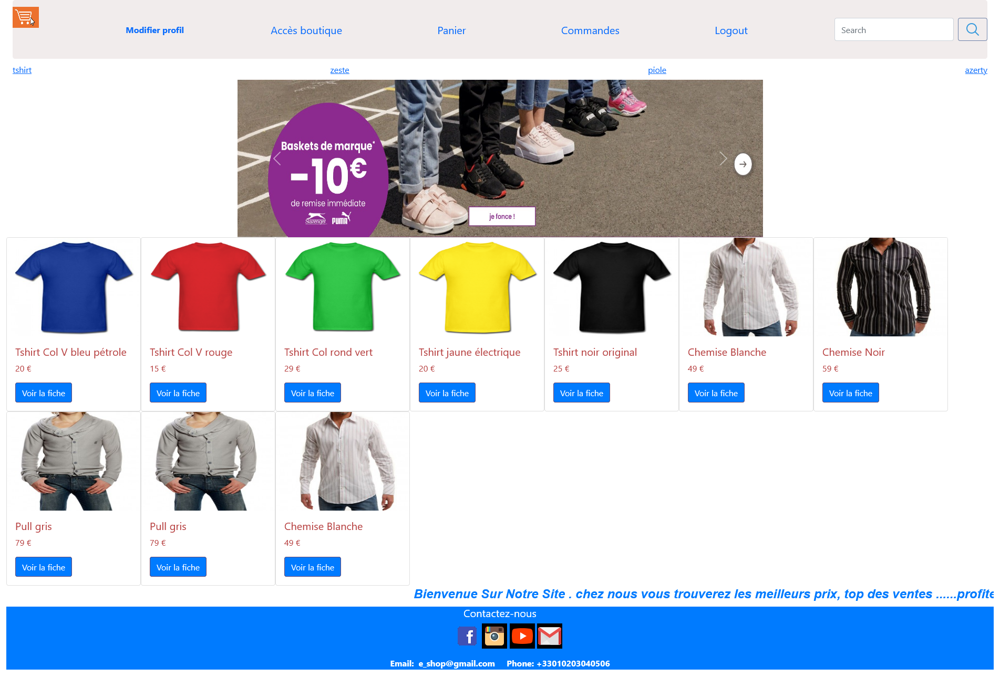 Modifier profil
Accès boutique
Panier
Commandes
Logout
Search
tshirt
zeste
piole
azerty
Baskets de marque*
-10€
de remise immédiate
Slazenger
PUMA
PUMA
je fonce !
Tshirt Col V bleu pétrole
20 €
Voir la fiche
Tshirt Col V rouge
15 €
Voir la fiche
Tshirt Col rond vert
29 €
Voir la fiche
Tshirt jaune électrique
20 €
Voir la fiche
Tshirt noir original
25 €
Voir la fiche
Chemise Blanche
49 €
Voir la fiche
Chemise Noir
59 €
Voir la fiche
Pull gris
79 €
Voir la fiche
Pull gris
79 €
Voir la fiche
Chemise Blanche
49 €
Voir la fiche
Bienvenue Sur Notre Site . chez nous vous trouverez les meilleurs prix, top des ventes ......profite
Contactez-nous
Email: e_shop@gmail.com Phone: +33010203040506